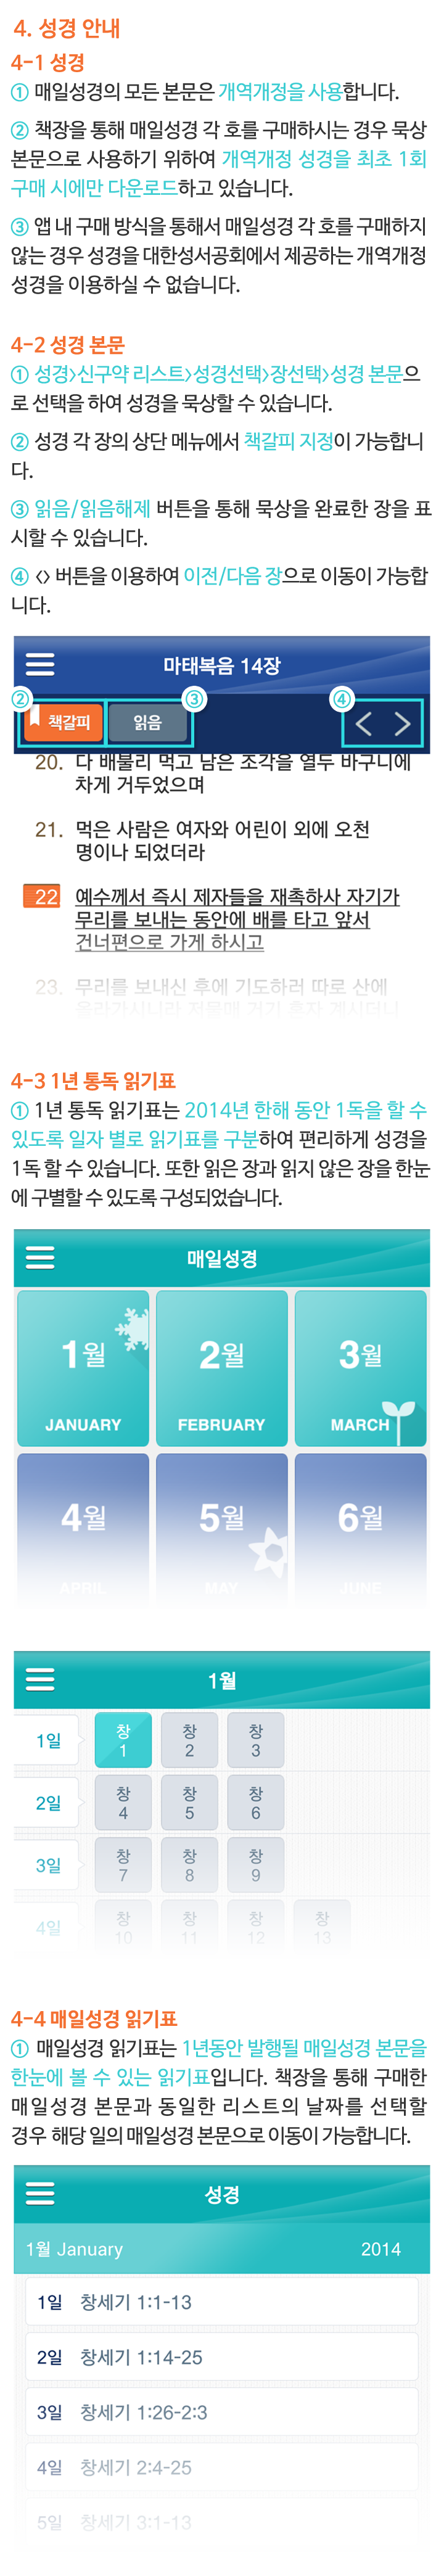 4. 성경 안내
4-1 성경
① 매일성경의 모든 본문은 개역개정을 사용합니다.
② 책장을 통해 매일성경 각 호를 구매하시는 경우 묵상
본문으로 사용하기 위하여 개역개정 성경을 최초 1회
구매 시에만 다운로드하고 있습니다.
③ 앱 내 구매 방식을 통해서 매일성경 각 호를 구매하지
않는 경우 성경을 대한성서공회에서 제공하는 개역개정
성경을 이용하실 수 없습니다.
4-2 성경 본문
① 성경>신구약 리스트>성경선택>장선택>성경 본문으
로 선택을 하여 성경을 묵상할 수 있습니다.
② 성경 각 장의 상단 메뉴에서 책갈피 지정이 가능합니
다.
③ 읽음/읽음해제 버튼을 통해 묵상을 완료한 장을 표
시할 수 있습니다.
④ <> 버튼을 이용하여 이전/다음 장으로 이동이 가능합
니다.
마태복음 14장
② 책갈피 읽음 ③ ④ < >
20. 다 배불리 먹고 남은 조각을 열두 바구니에
차게 거두었으며
21. 먹은 사람은 여자와 어린이 외에 오천
명이나 되었더라
22. 예수께서 즉시 제자들을 재촉하사 자기가
무리를 보내는 동안에 배를 타고 앞서
건너편으로 가게 하시고
23. 무리를 보내신 후에 기도하러 따로 산에
올라가시니라 저물매 거기 혼자 계시더니
4-3 1년 통독 읽기표
① 1년 통독 읽기표는 2014년 한해 동안 1독을 할 수
있도록 일자 별로 읽기표를 구분하여 편리하게 성경을
1독 할 수 있습니다. 또한 읽은 장과 읽지 않은 장을 한눈
에 구별할 수 있도록 구성되었습니다.
매일성경
1월 2월 3월
JANUARY FEBRUARY MARCH
4월 5월 6월
APRIL MAY JUNE
1월
1일 창 1 창 2 창 3
2일 창 4 창 5 창 6
3일 창 7 창 8 창 9
4일 창 10 창 11 창 12 창 13
4-4 매일성경 읽기표
① 매일성경 읽기표는 1년동안 발행될 매일성경 본문을
한눈에 볼 수 있는 읽기표입니다. 책장을 통해 구매한
매일성경 본문과 동일한 리스트의 날짜를 선택할
경우 해당 일의 매일성경 본문으로 이동이 가능합니다.
성경
1월 January 2014
1일 창세기 1:1-13
2일 창세기 1:14-25
3일 창세기 1:26-2:3
4일 창세기 2:4-25
5일 창세기 3:1-13